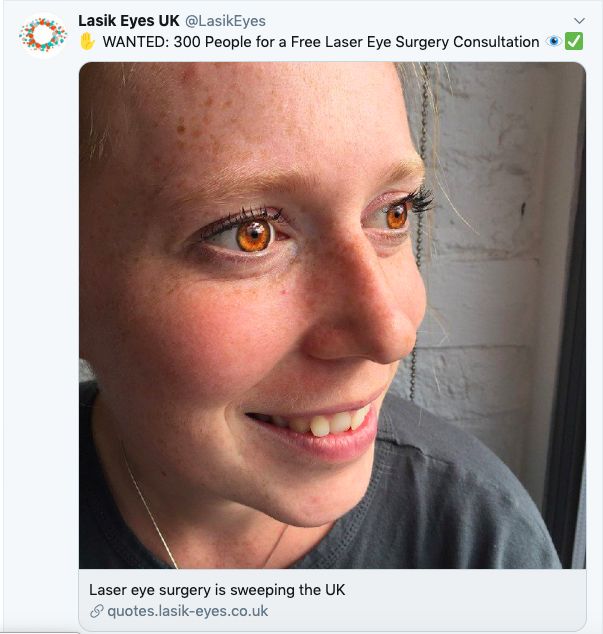 Lasik Eyes UK @LasikEyes
✋ WANTED: 300 People for a Free Laser Eye Surgery Consultation 👁️✅
Laser eye surgery is sweeping the UK
quotes.lasik-eyes.co.uk